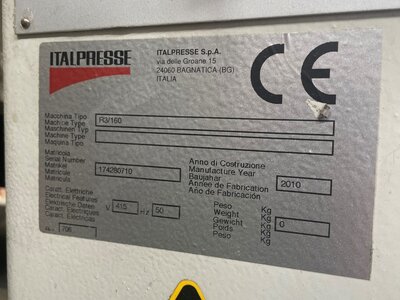 ITALPRESSE
ITALPRESSE S.p.A.
via delle Groane 15
24060 BAGNATICA (BG)
ITALIA
CE
Macchina Tipo
Machine Type
Maschinen Typ
Machine Type
Maquina Tipo
R3/160
Matricola
Serial Number
Matrikel
Matricule
Matricula
174280710
Anno di Costruzione
Manufacture Year
Baujahar
Année de Fabrication
Año de Fabricación
2010
Caratt. Elettriche
Electrical Features
Elektrische Daten
Caract. Electriques
Caract. Electricas
V 415 Hz 50
Peso Kg
Weight Kg
Gewicht Kg
Poids Kg
Peso Kg
0
706